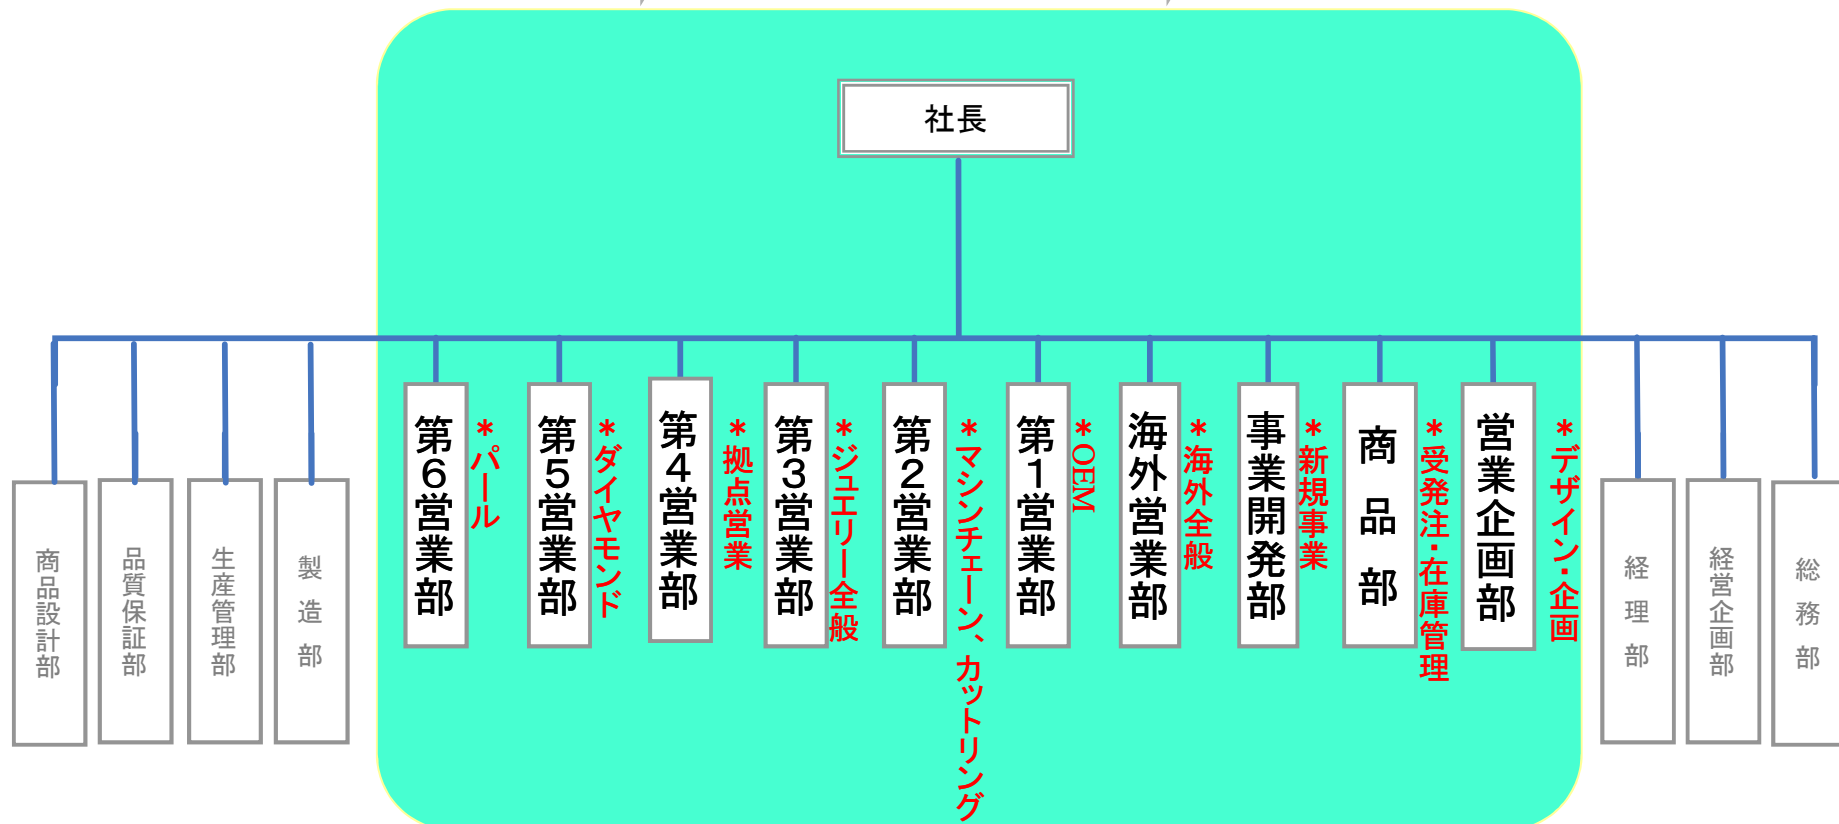 社長
商品設計部
品質保証部
生産管理部
製造部
第６営業部
＊パール
第５営業部
＊ダイヤモンド
第４営業部
＊拠点営業
第３営業部
＊ジュエリー全般
第２営業部
＊マシンチェーン、カットリング
第１営業部
＊OEM
海外営業部
＊海外全般
事業開発部
＊新規事業
商品部
＊受発注・在庫管理
営業企画部
＊デザイン・企画
経理部
経営企画部
総務部